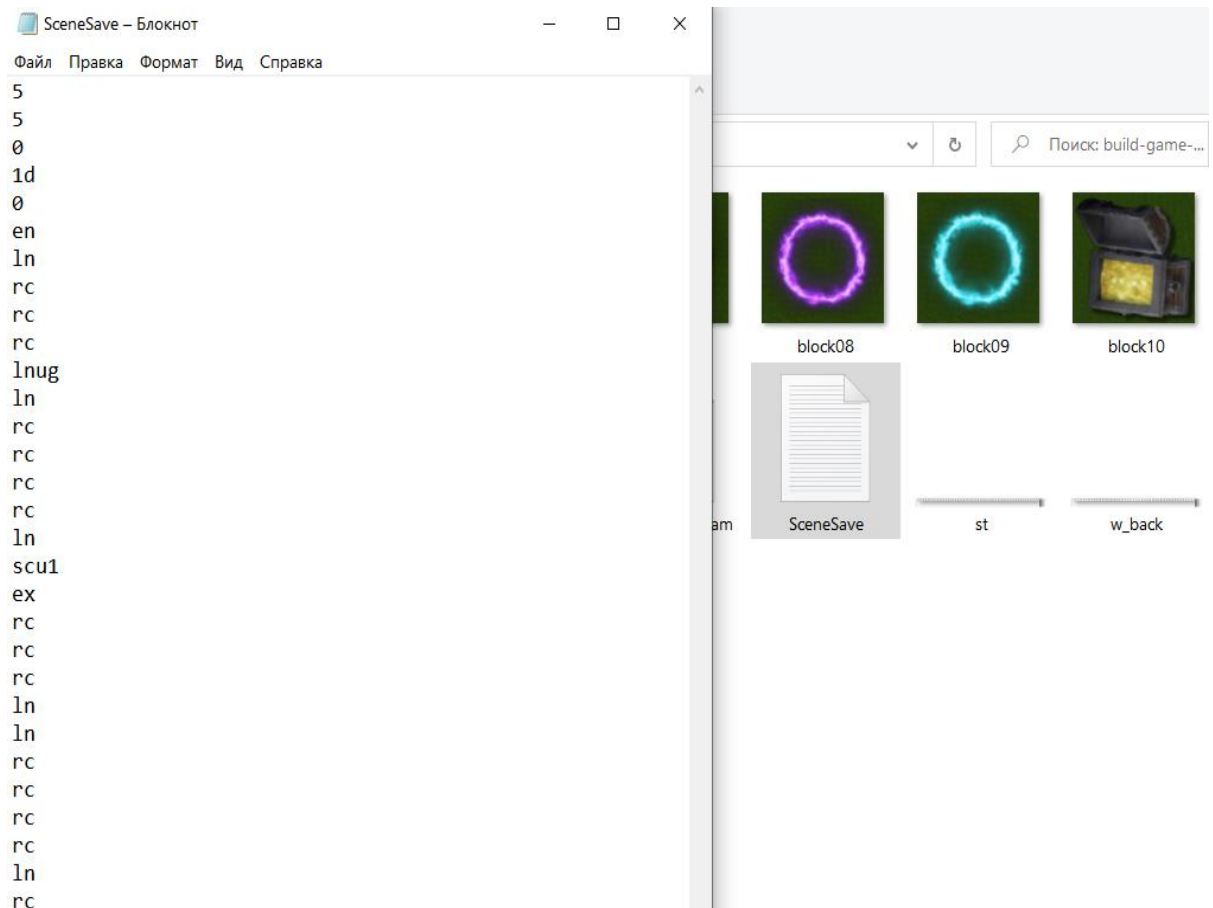 SceneSave – Блокнот
Файл Правка Формат Вид Справка
5
5
0
1d
0
en
ln
rc
rc
rc
lnug
ln
rc
rc
rc
rc
ln
scu1
ex
rc
rc
rc
ln
ln
rc
rc
rc
rc
ln
rc
Поиск: build-game-...
block08 block09 block10
am SceneSave st w_back